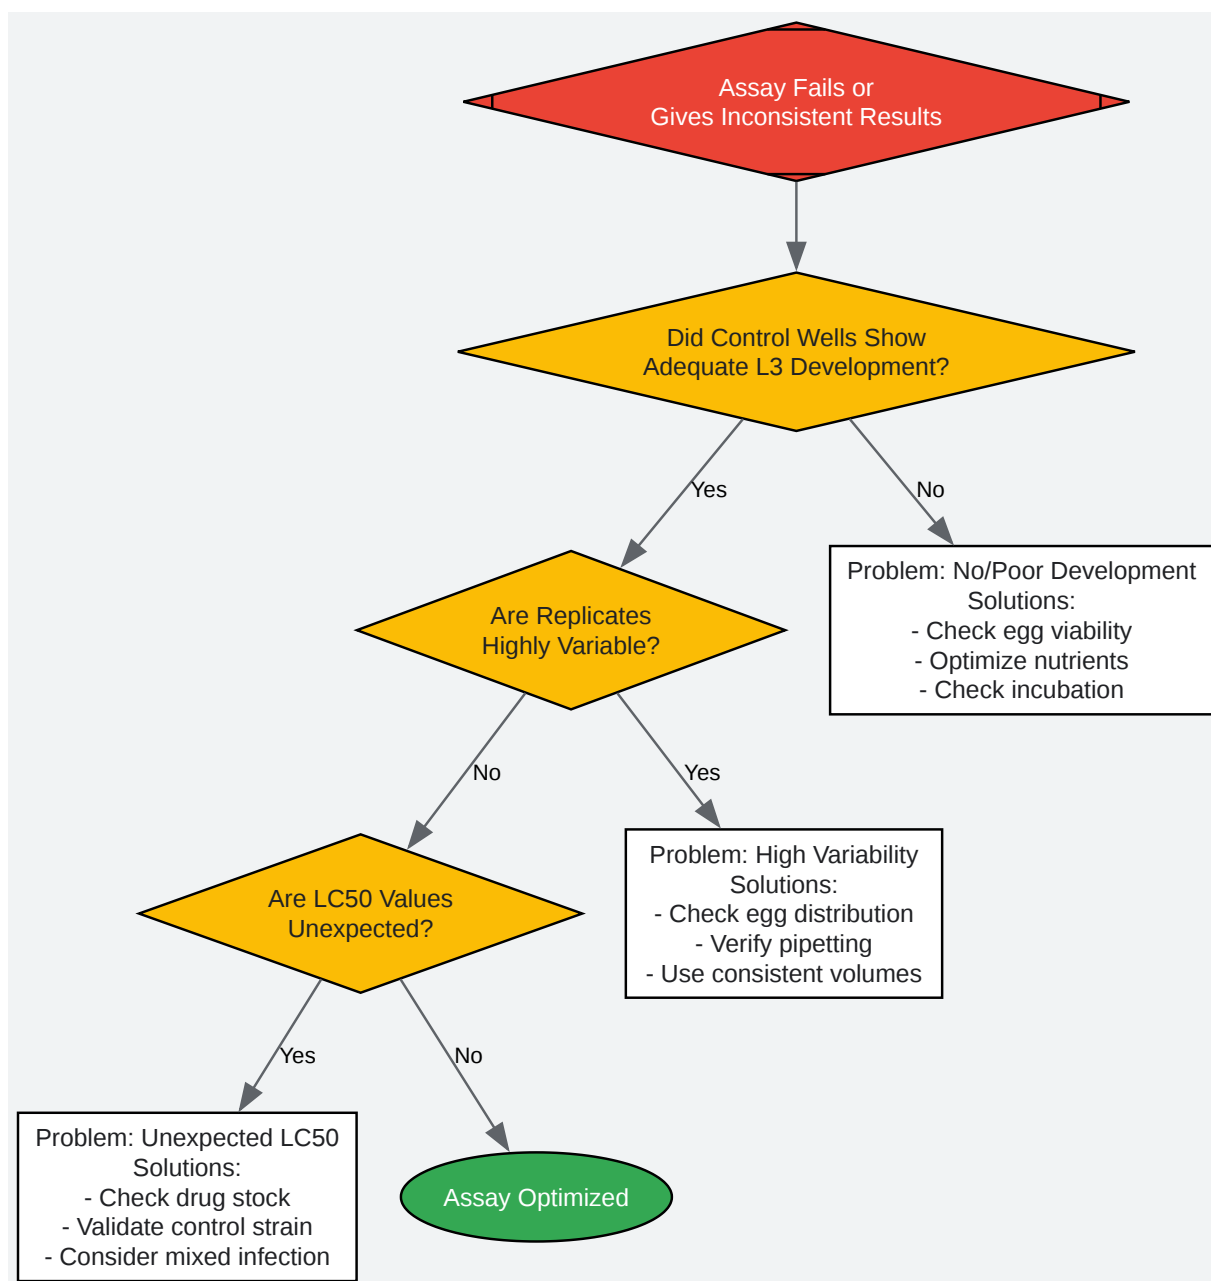 Assay Fails or
Gives Inconsistent Results
Did Control Wells Show
Adequate L3 Development?
Yes
No
Problem: No/Poor Development
Solutions:
- Check egg viability
- Optimize nutrients
- Check incubation
Are Replicates
Highly Variable?
No
Yes
Problem: High Variability
Solutions:
- Check egg distribution
- Verify pipetting
- Use consistent volumes
Are LC50 Values
Unexpected?
Yes
No
Problem: Unexpected LC50
Solutions:
- Check drug stock
- Validate control strain
- Consider mixed infection
Assay Optimized